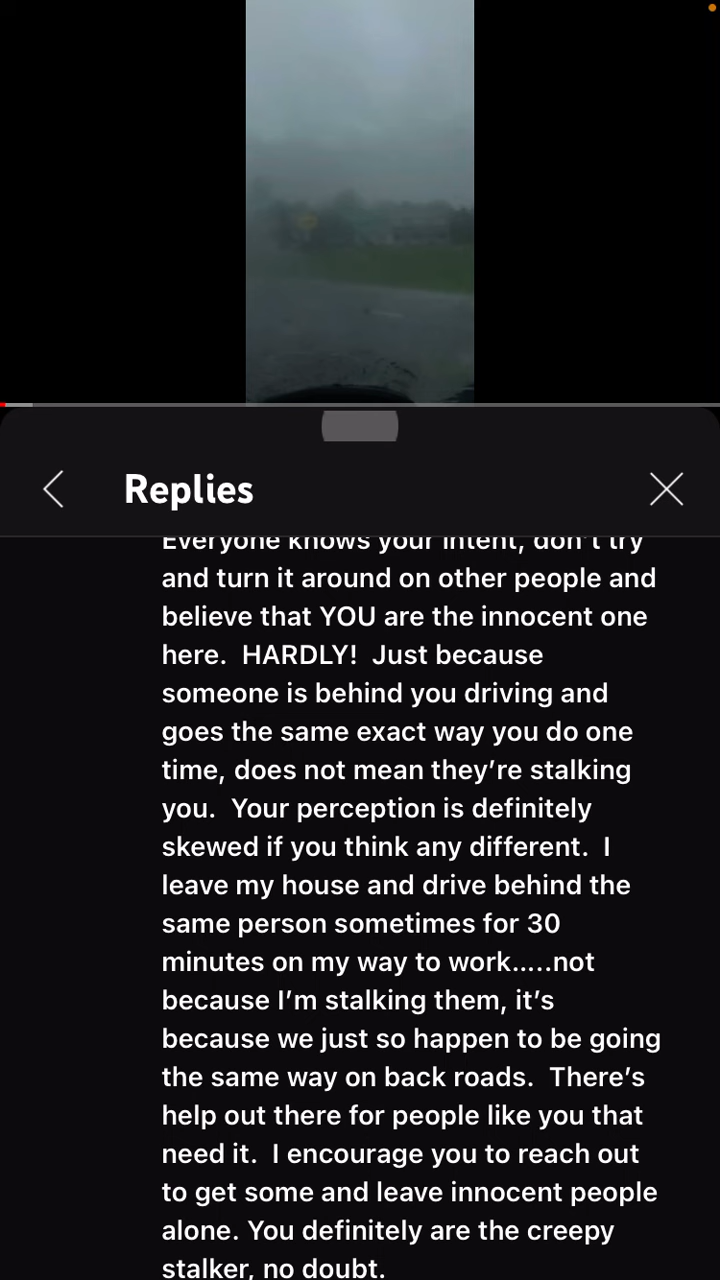 Replies
Everyone knows your intent, don't try
and turn it around on other people and
believe that YOU are the innocent one
here.  HARDLY!  Just because
someone is behind you driving and
goes the same exact way you do one
time, does not mean they're stalking
you.  Your perception is definitely
skewed if you think any different.  I
leave my house and drive behind the
same person sometimes for 30
minutes on my way to work.....not
because I'm stalking them, it's
because we just so happen to be going
the same way on back roads.  There's
help out there for people like you that
need it.  I encourage you to reach out
to get some and leave innocent people
alone. You definitely are the creepy
stalker, no doubt.